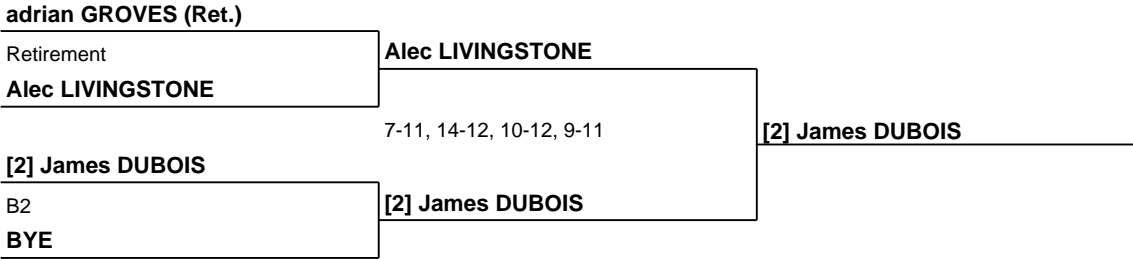 adrian GROVES (Ret.)
Retirement
Alec LIVINGSTONE
Alec LIVINGSTONE
7-11, 14-12, 10-12, 9-11
[2] James DUBOIS
[2] James DUBOIS
B2
[2] James DUBOIS
BYE